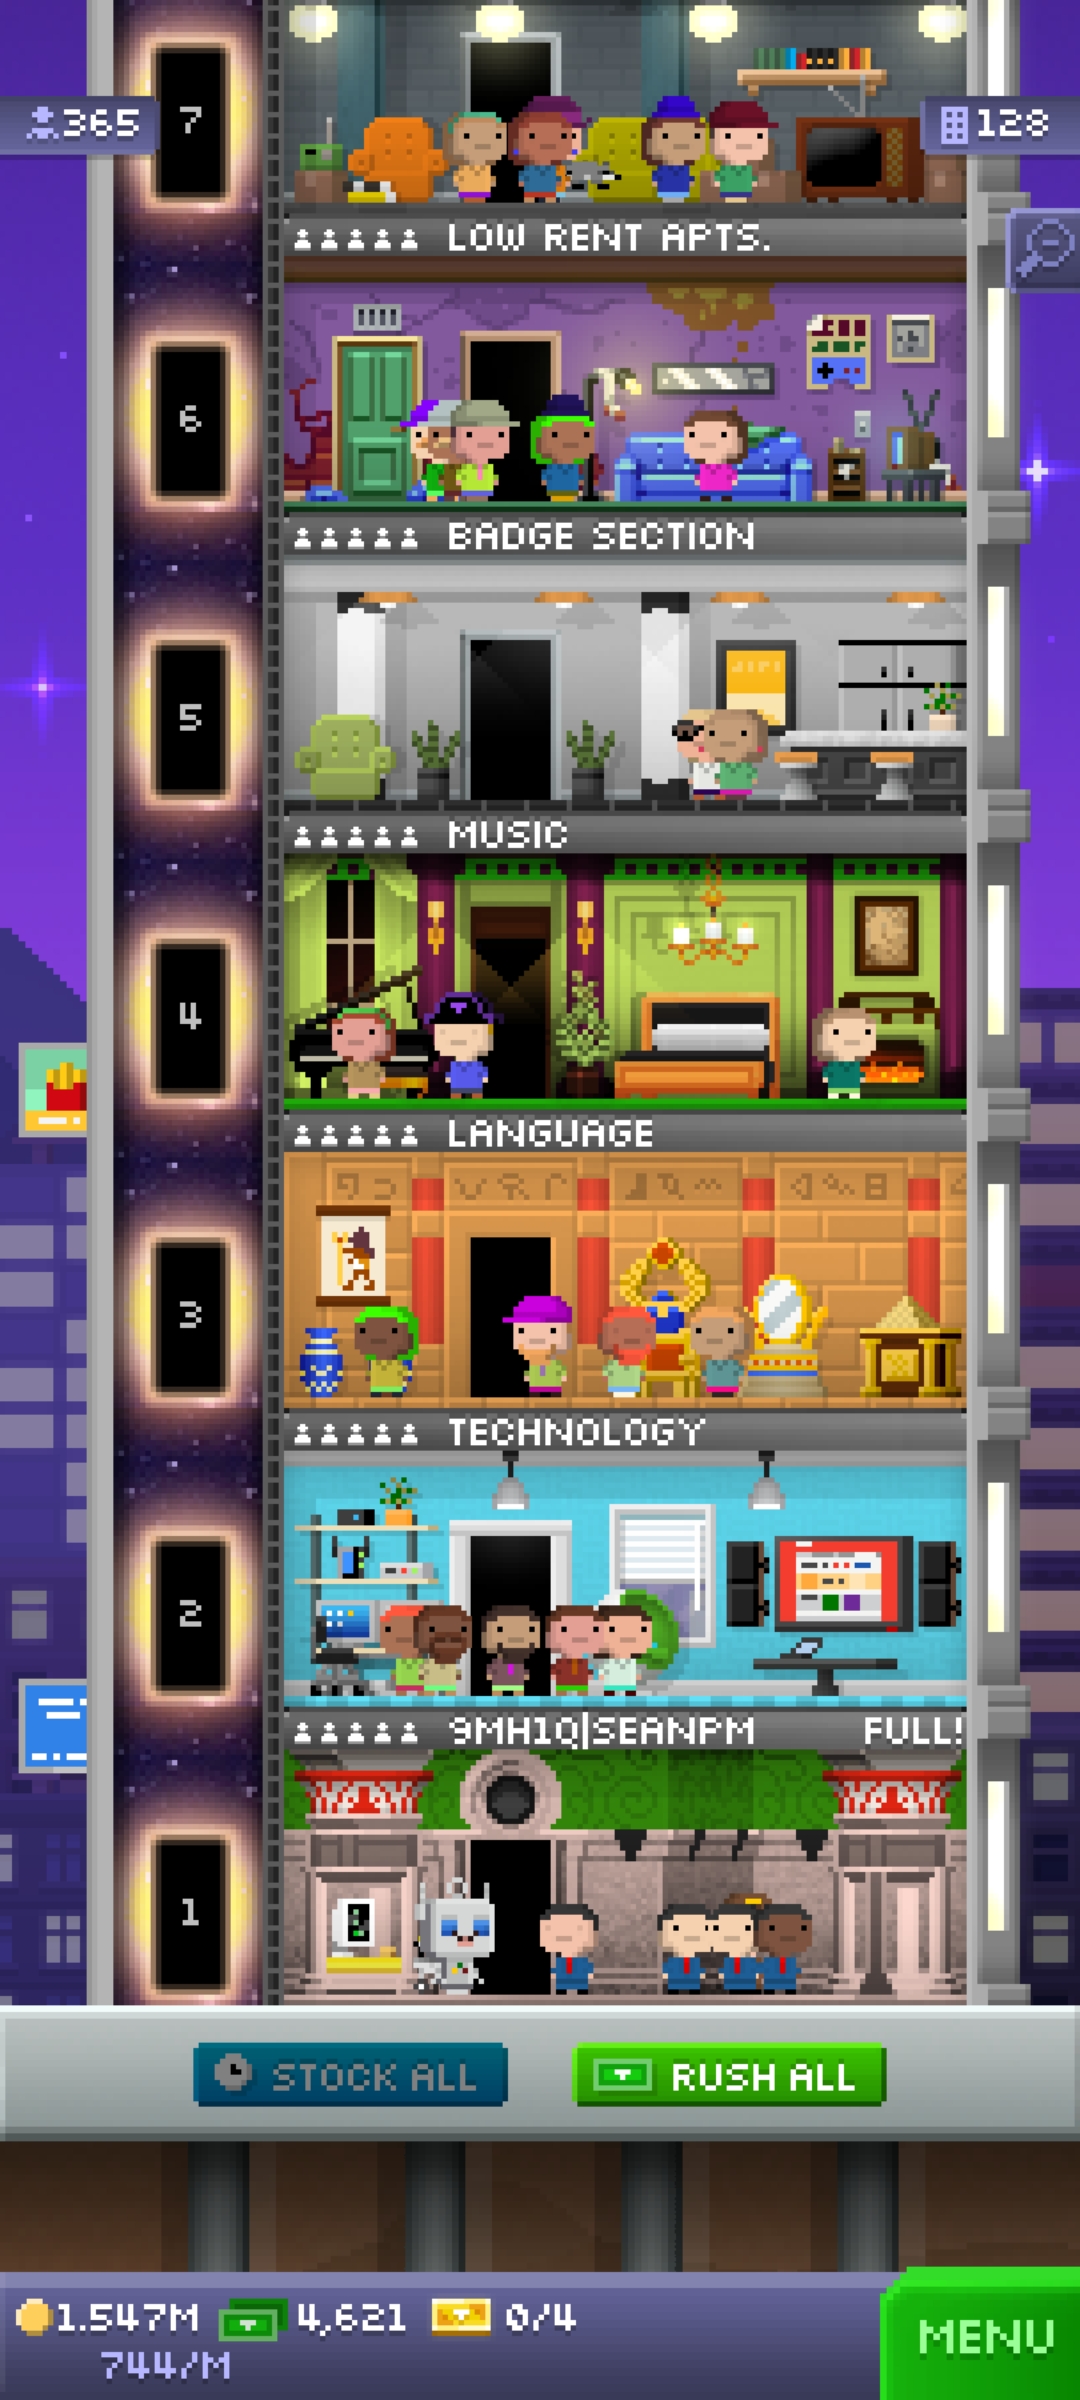 7
365
128
LOW RENT APTS.
6
BADGE SECTION
5
MUSIC
4
LANGUAGE
3
TECHNOLOGY
2
9MH1Q|SEANPM FULL!
1
STOCK ALL
RUSH ALL
1.547M 4,621 0/4
744/M
MENU